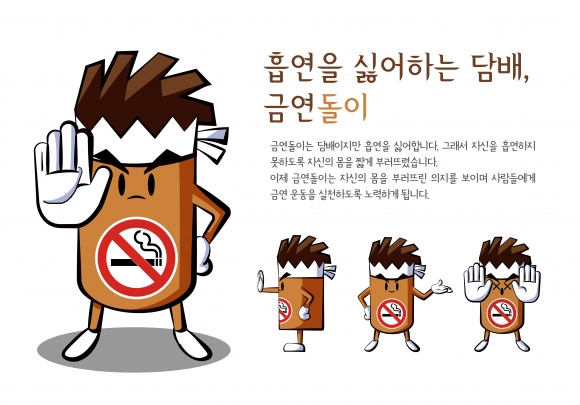 흡연을 싫어하는 담배,
금연돌이
금연돌이는 담배이지만 흡연을 싫어합니다. 그래서 자신을 흡연하지
못하도록 자신의 몸을 짧게 부러뜨렸습니다.
이제 금연돌이는 자신의 몸을 부러뜨린 의지를 보이며 사람들에게
금연 운동을 실천하도록 노력하게 됩니다.